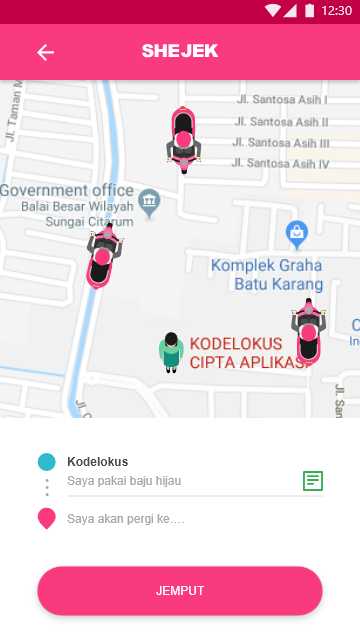 12:30
SHEJEK
Jl. Taman M
Jl. Santosa Asih I
Jl. Santosa Asih II
Jl. Santosa Asih III
Jl. Santosa Asih IV
Government office
Balai Besar Wilayah
Sungai Citarum
Komplek Graha
Batu Karang
KODELOKUS
CIPTA APLIKASI
Jl. C
Jl. San
Kodelokus
Saya pakai baju hijau
Saya akan pergi ke....
JEMPUT